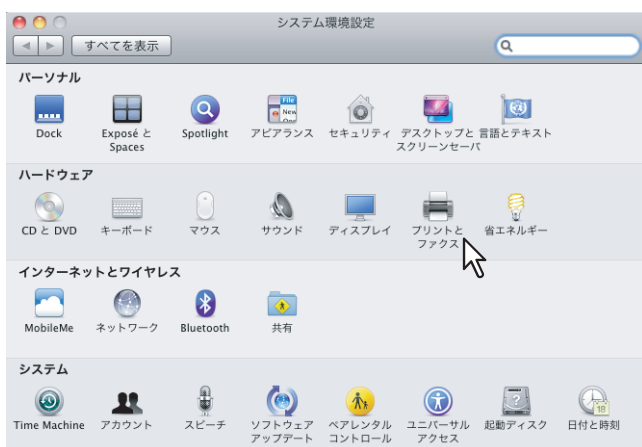 システム環境設定
すべてを表示
パーソナル
Dock
Exposé と
Spaces
Spotlight
File
New
アピアランス
セキュリティ
デスクトップと
スクリーンセーバ
言語とテキスト
ハードウェア
CD と DVD
キーボード
マウス
サウンド
ディスプレイ
プリントと
ファクス
省エネルギー
インターネットとワイヤレス
MobileMe
ネットワーク
Bluetooth
共有
システム
Time Machine
アカウント
スピーチ
ソフトウェア
アップデート
ペアレンタル
コントロール
ユニバーサル
アクセス
?
起動ディスク
18
日付と時刻